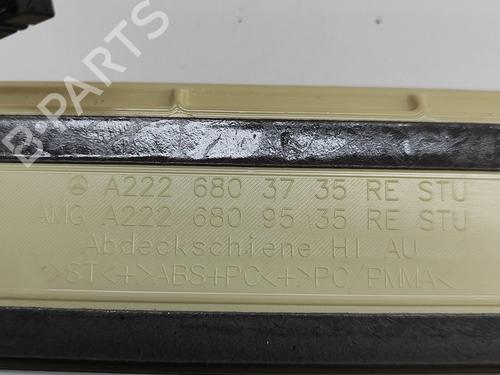 B-PARTS
A222 680 37 35 RE STU
AMG A222 680 95 35 RE STU
Abdeckschiene HI AU
>ST<+>ABS+PC<+>PC/PMMA<